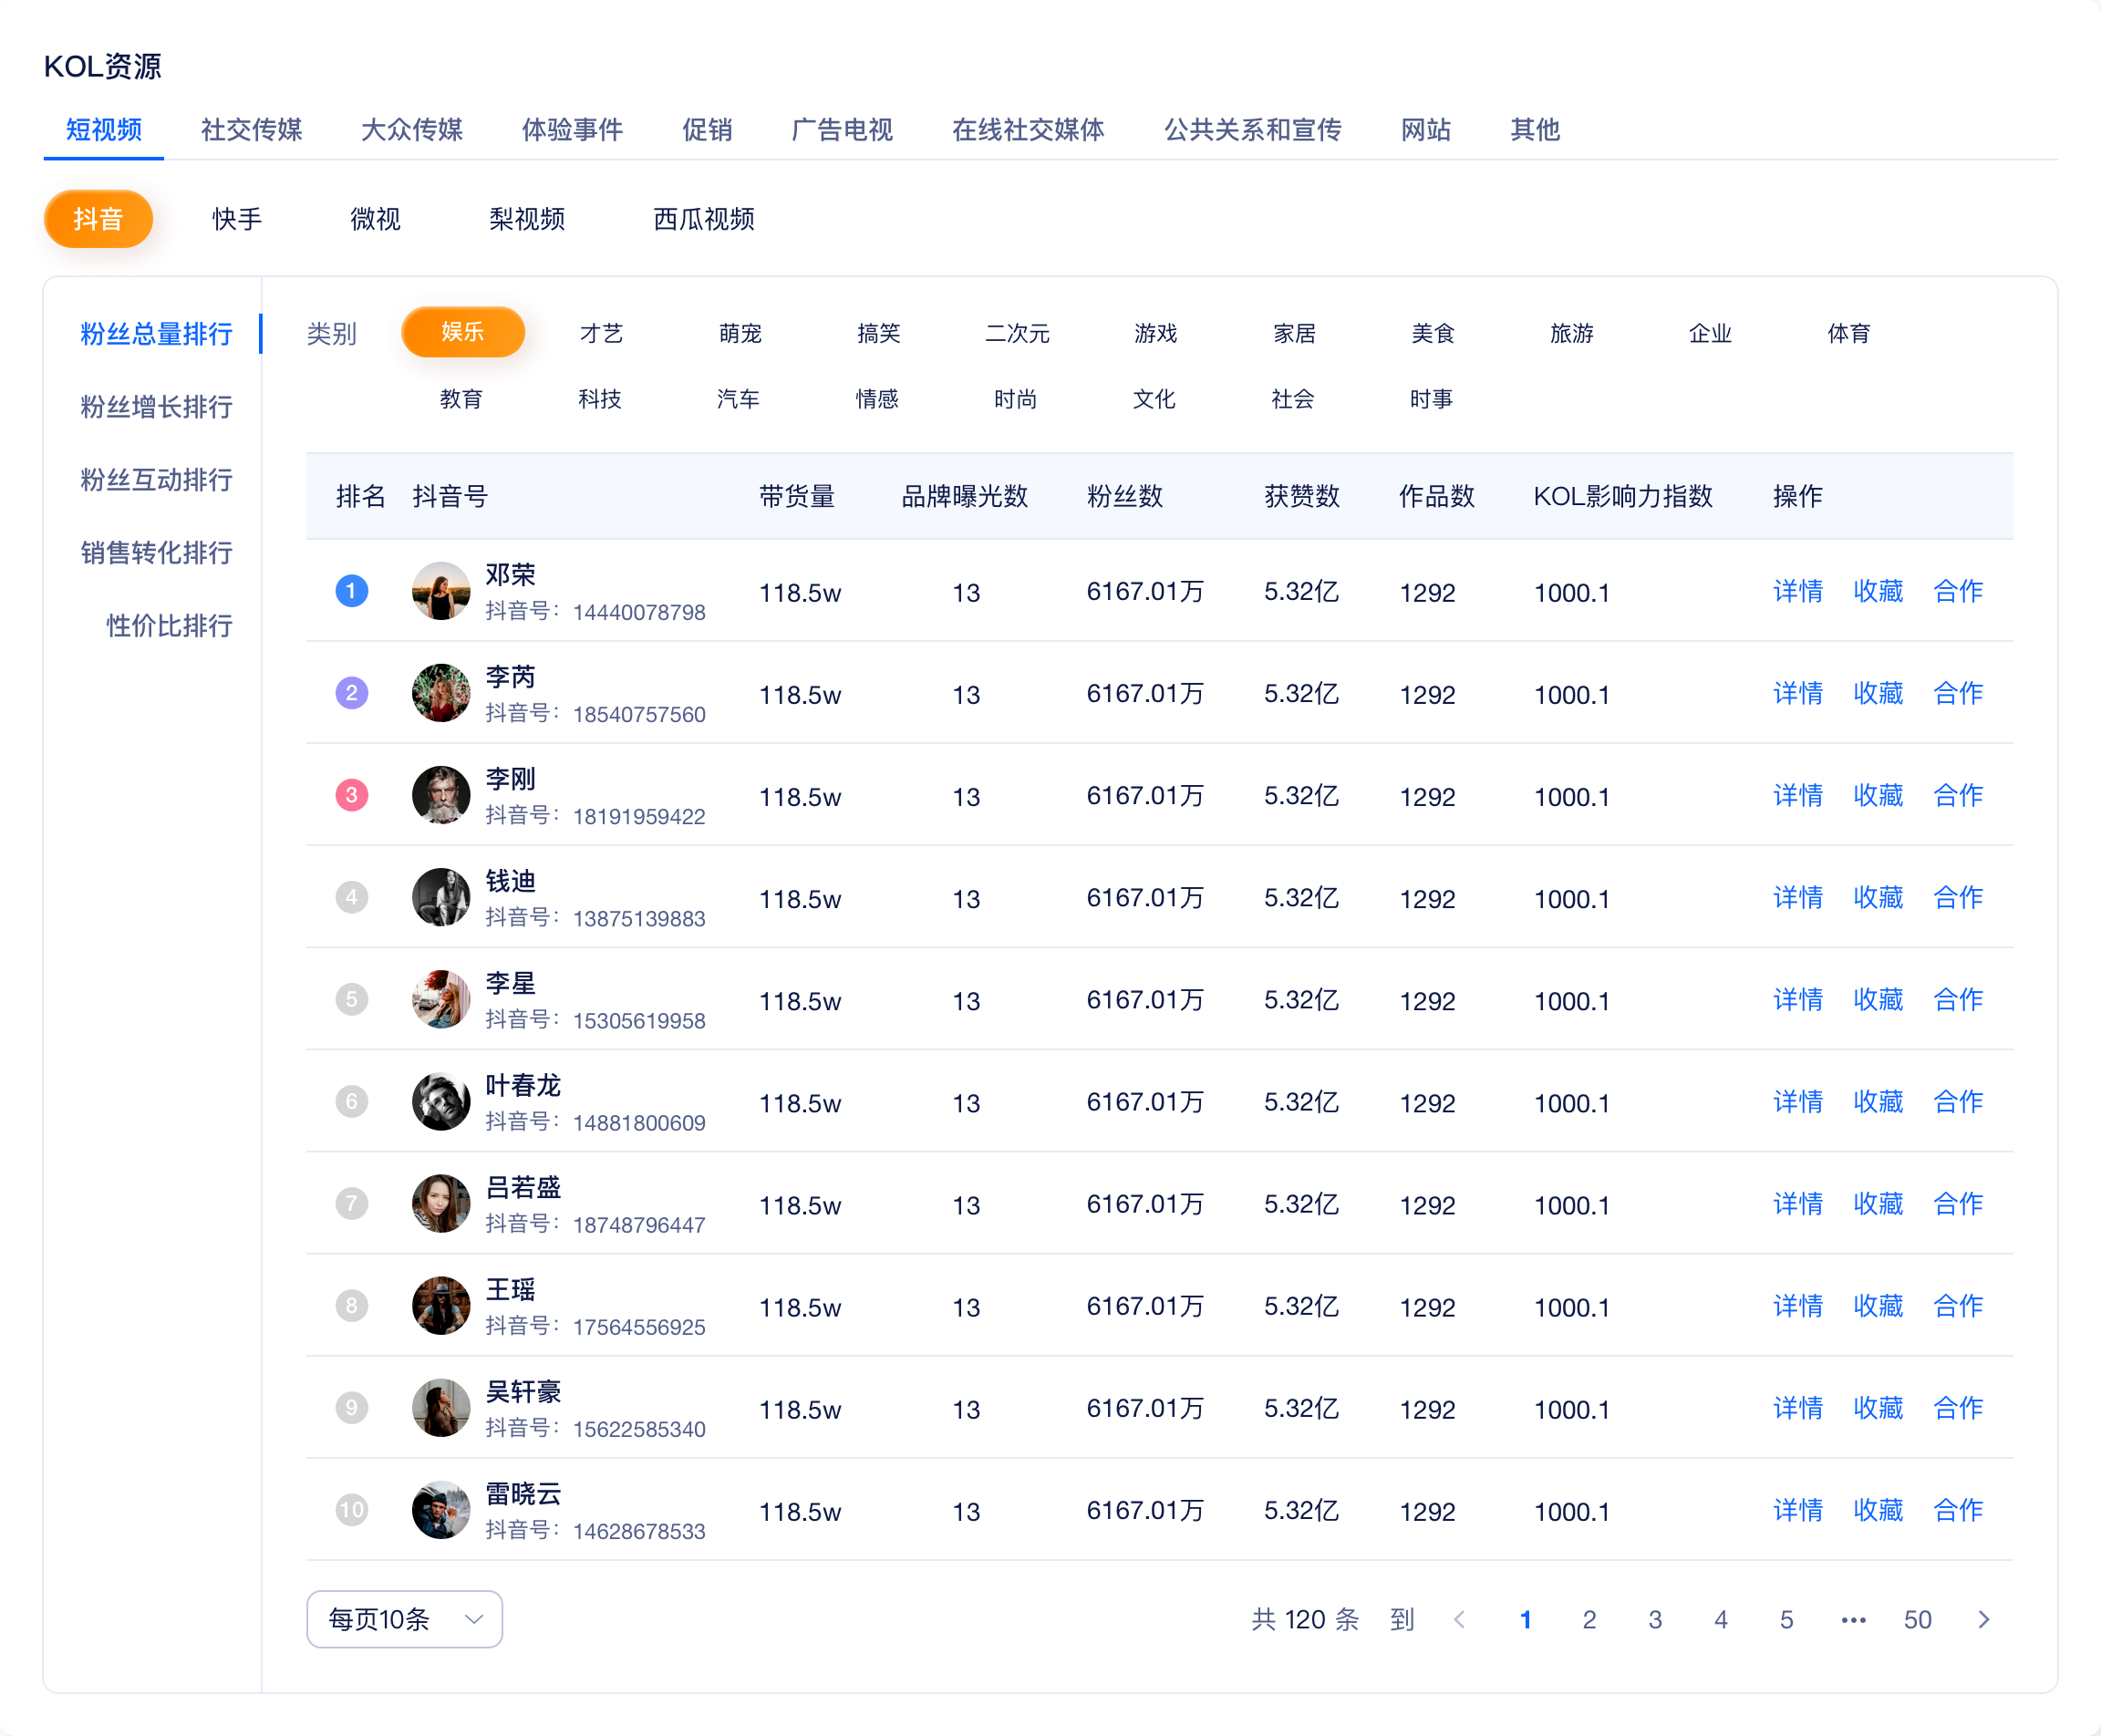 KOL资源
短视频 社交传媒 大众传媒 体验事件 促销 广告电视 在线社交媒体 公共关系和宣传 网站 其他
抖音 快手 微视 梨视频 西瓜视频
粉丝总量排行
粉丝增长排行
粉丝互动排行
销售转化排行
性价比排行
类别 娱乐 才艺 萌宠 搞笑 二次元 游戏 家居 美食 旅游 企业 体育
教育 科技 汽车 情感 时尚 文化 社会 时事
排名 抖音号 带货量 品牌曝光数 粉丝数 获赞数 作品数 KOL影响力指数 操作
1 邓荣 118.5w 13 6167.01万 5.32亿 1292 1000.1 详情 收藏 合作
抖音号：14440078798
2 李芮 118.5w 13 6167.01万 5.32亿 1292 1000.1 详情 收藏 合作
抖音号：18540757560
3 李刚 118.5w 13 6167.01万 5.32亿 1292 1000.1 详情 收藏 合作
抖音号：18191959422
4 钱迪 118.5w 13 6167.01万 5.32亿 1292 1000.1 详情 收藏 合作
抖音号：13875139883
5 李星 118.5w 13 6167.01万 5.32亿 1292 1000.1 详情 收藏 合作
抖音号：15305619958
6 叶春龙 118.5w 13 6167.01万 5.32亿 1292 1000.1 详情 收藏 合作
抖音号：14881800609
7 吕若盛 118.5w 13 6167.01万 5.32亿 1292 1000.1 详情 收藏 合作
抖音号：18748796447
8 王瑶 118.5w 13 6167.01万 5.32亿 1292 1000.1 详情 收藏 合作
抖音号：17564556925
9 吴轩豪 118.5w 13 6167.01万 5.32亿 1292 1000.1 详情 收藏 合作
抖音号：15622585340
10 雷晓云 118.5w 13 6167.01万 5.32亿 1292 1000.1 详情 收藏 合作
抖音号：14628678533
每页10条 共 120 条 到 1 2 3 4 5 ••• 50